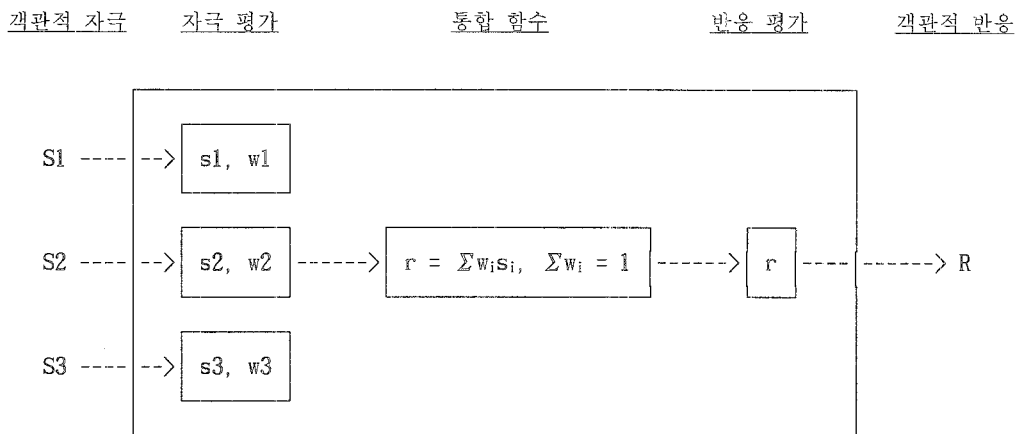 객관적 자극 자극 평가 통합 함수 반응 평가 객관적 반응
S1 -----> s1, w1
S2 -----> s2, w2 ------> r = Σwᵢsᵢ, Σwᵢ = 1 ------> r ------> R
S3 -----> s3, w3